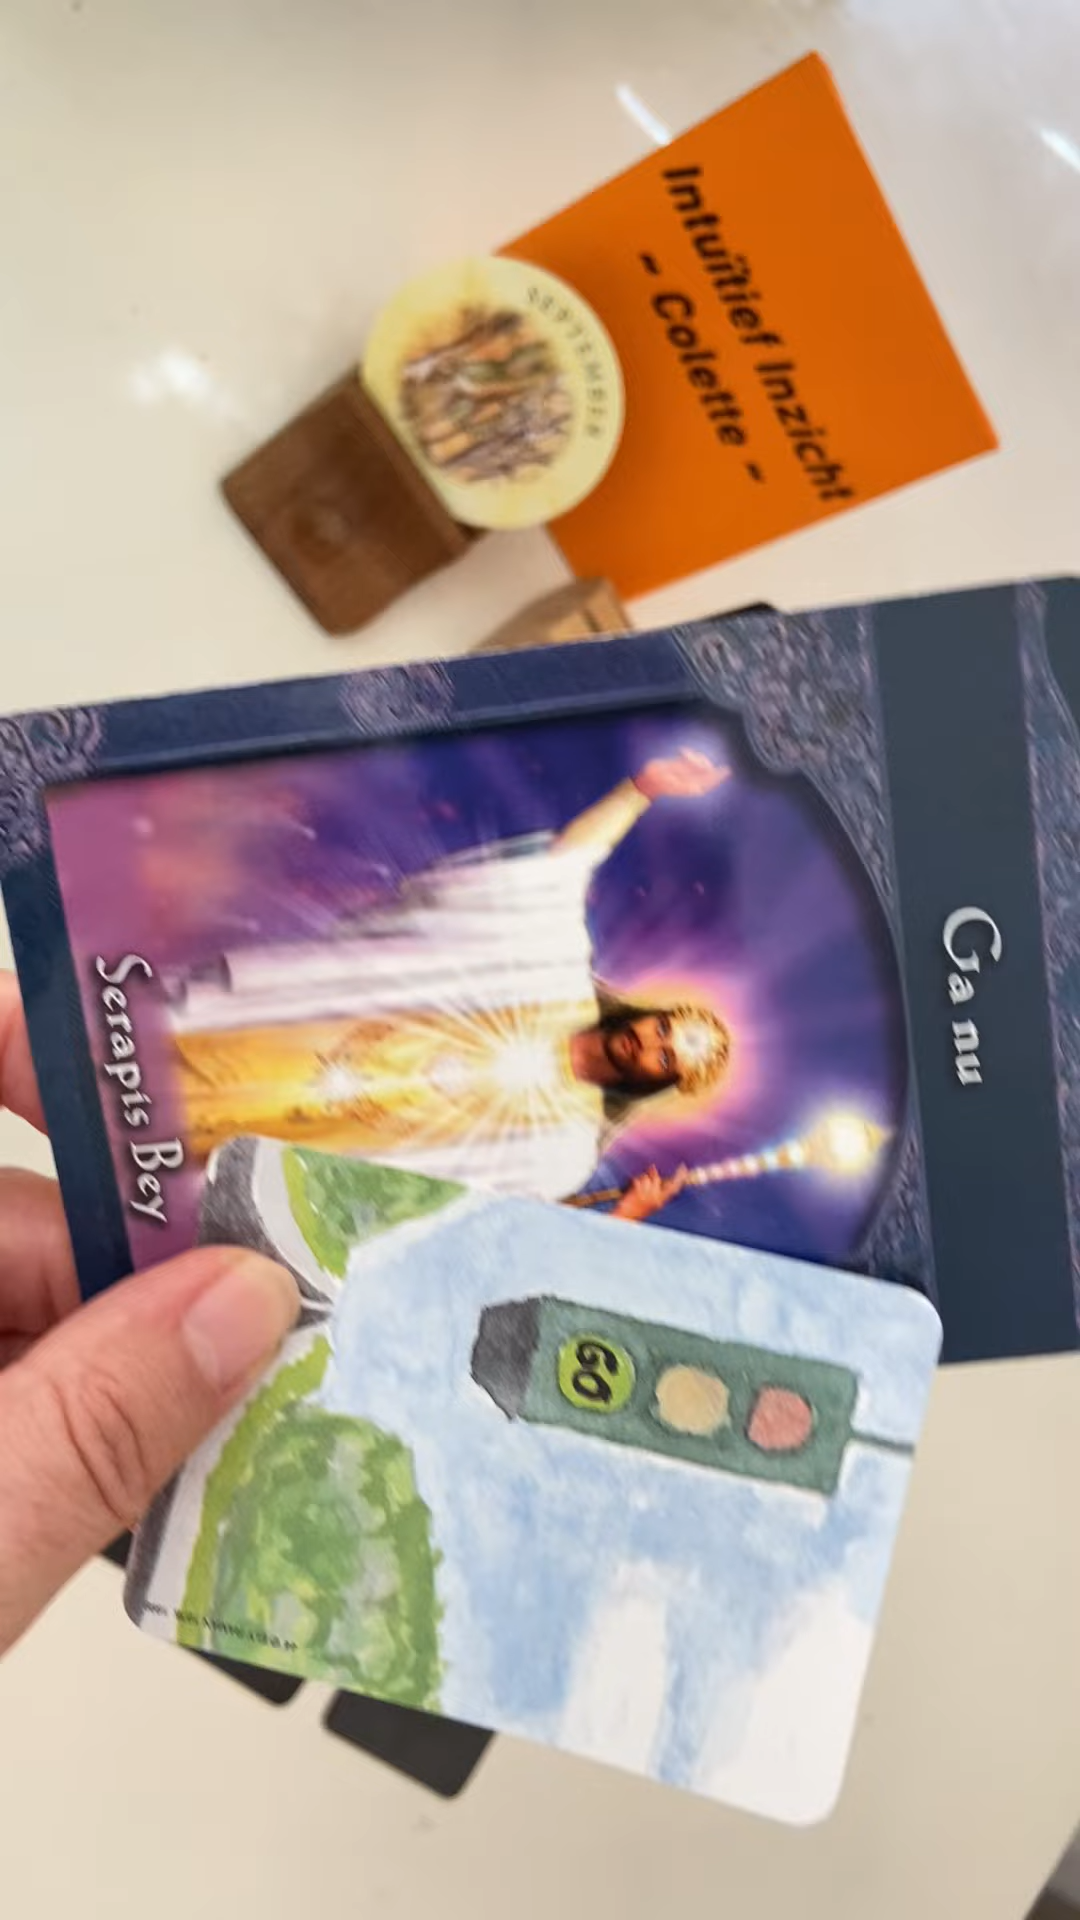 Intuïtief Inzicht
~ Colette ~
SEPTEMBER
Ga nu
Serapis Bey
GO